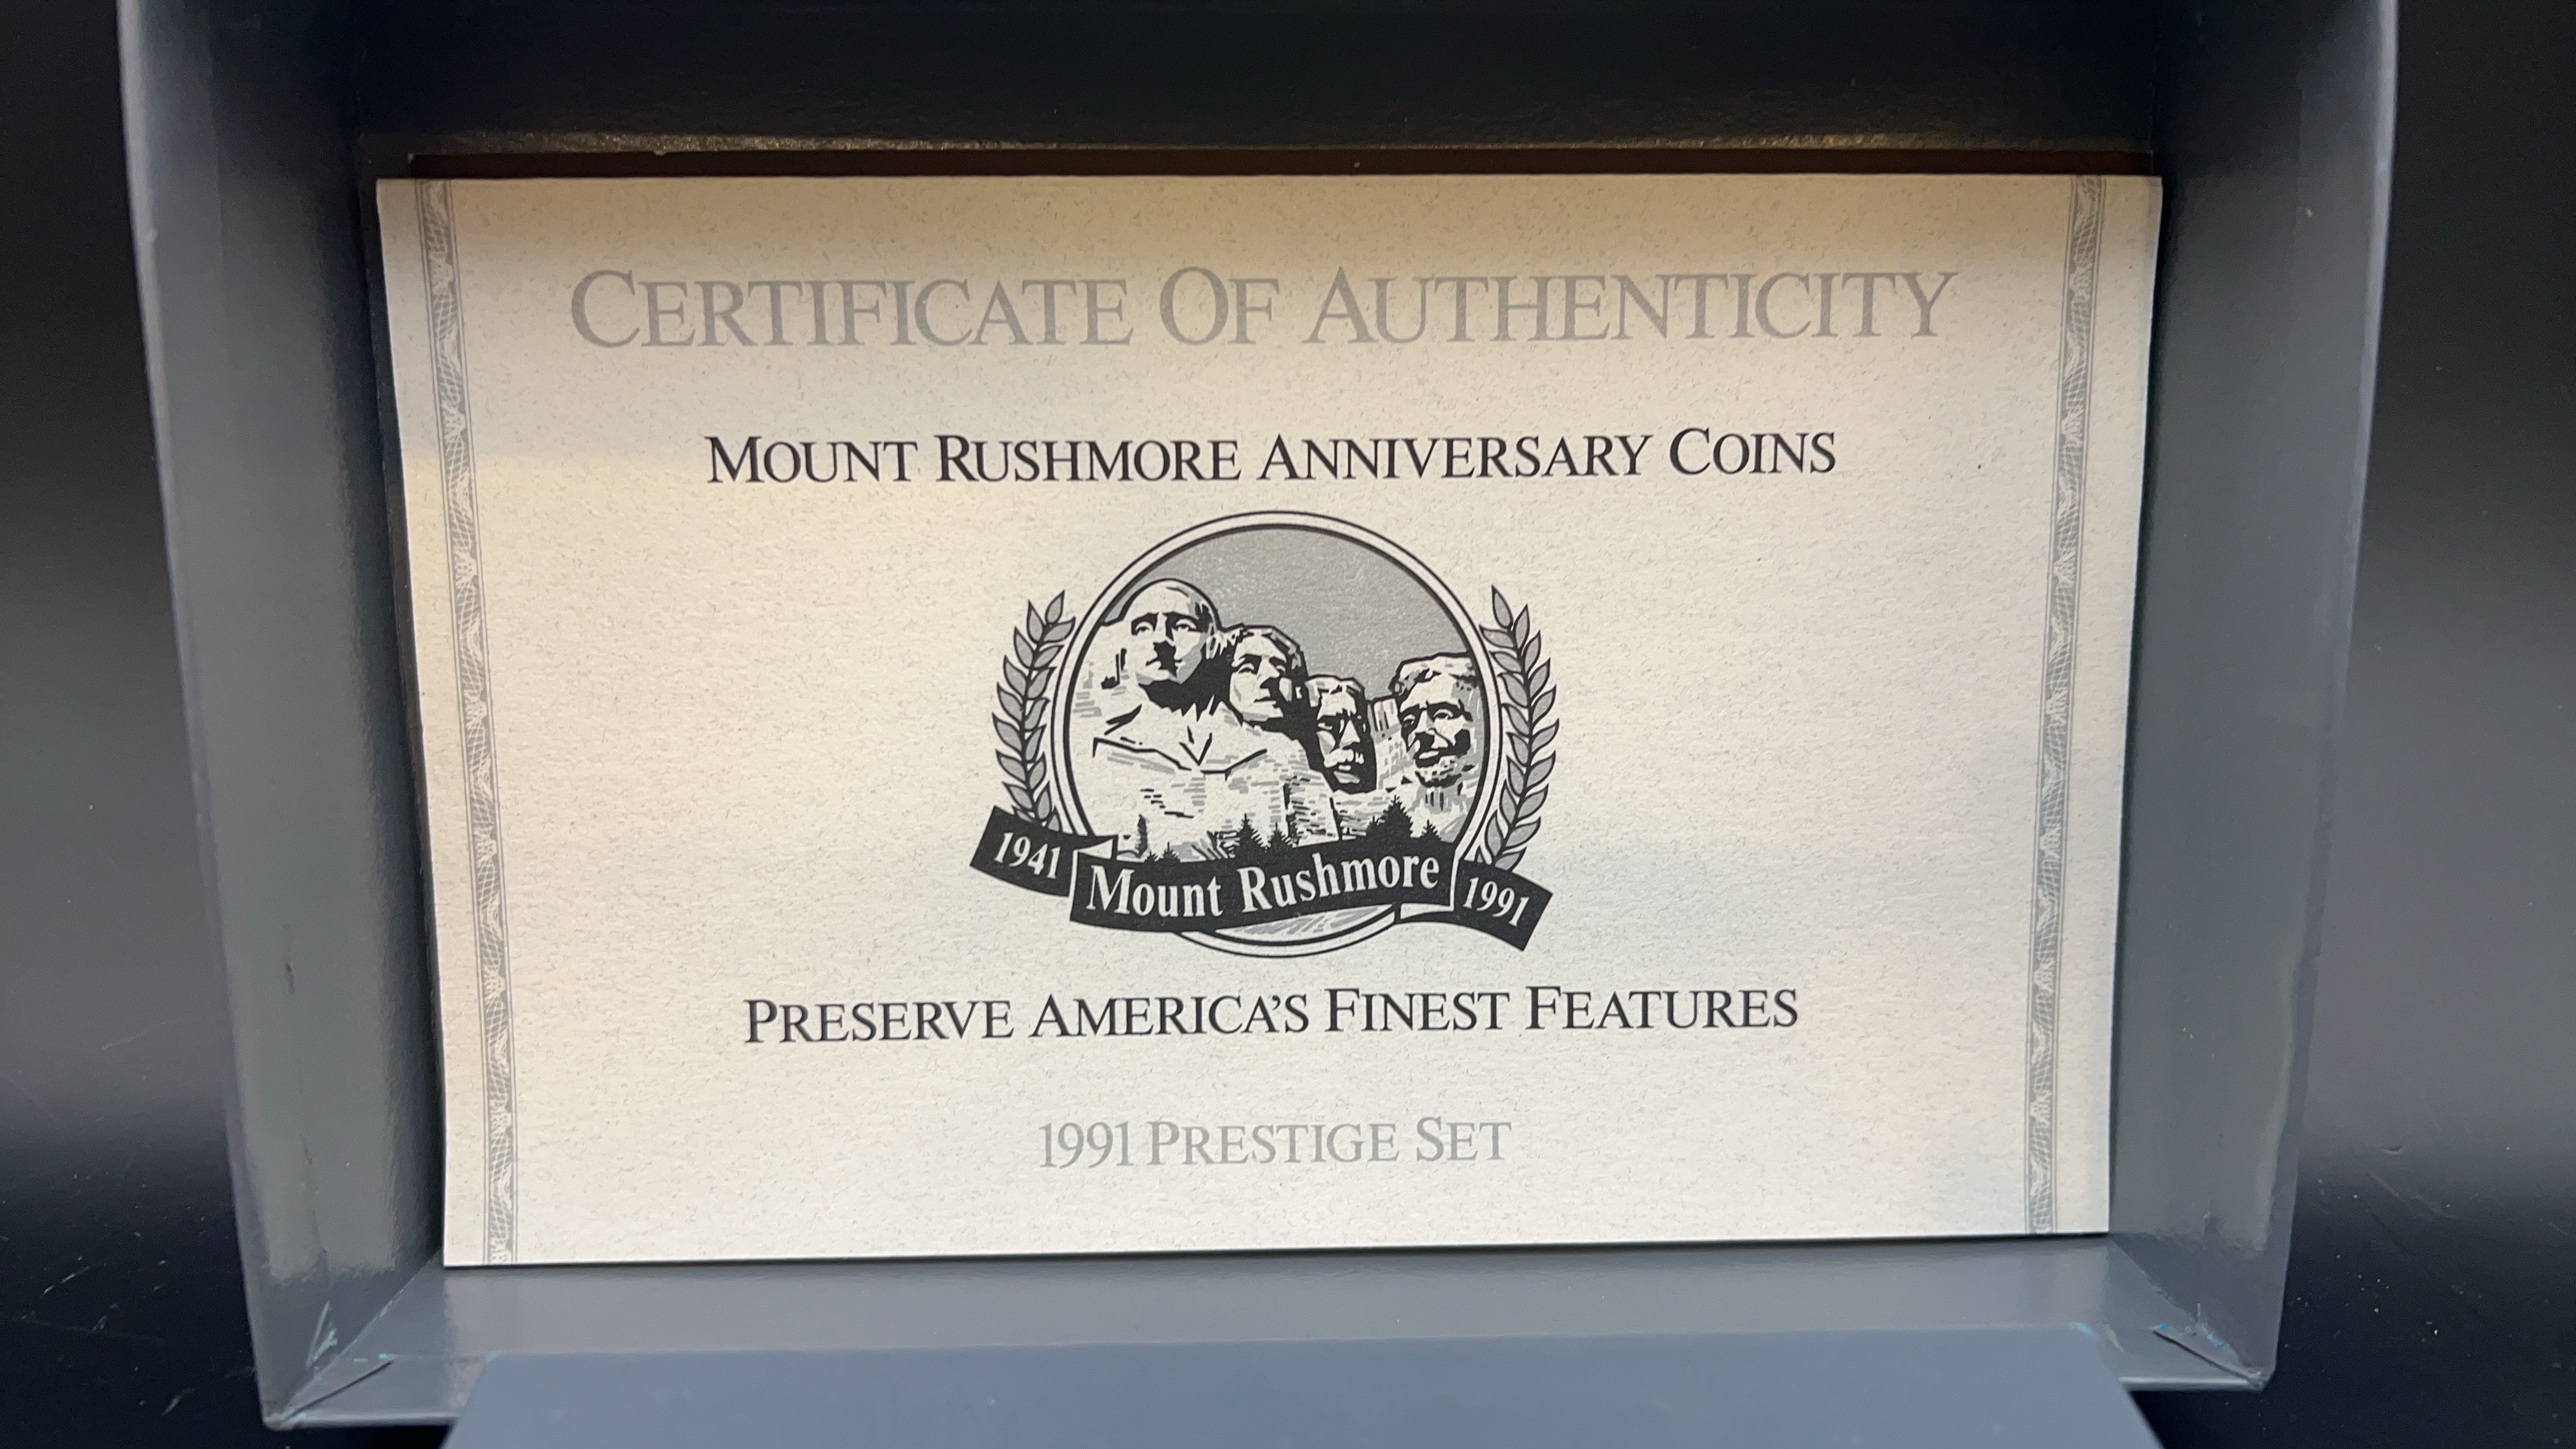 CERTIFICATE OF AUTHENTICITY
MOUNT RUSHMORE ANNIVERSARY COINS
1941 Mount Rushmore 1991
PRESERVE AMERICA'S FINEST FEATURES
1991 PRESTIGE SET